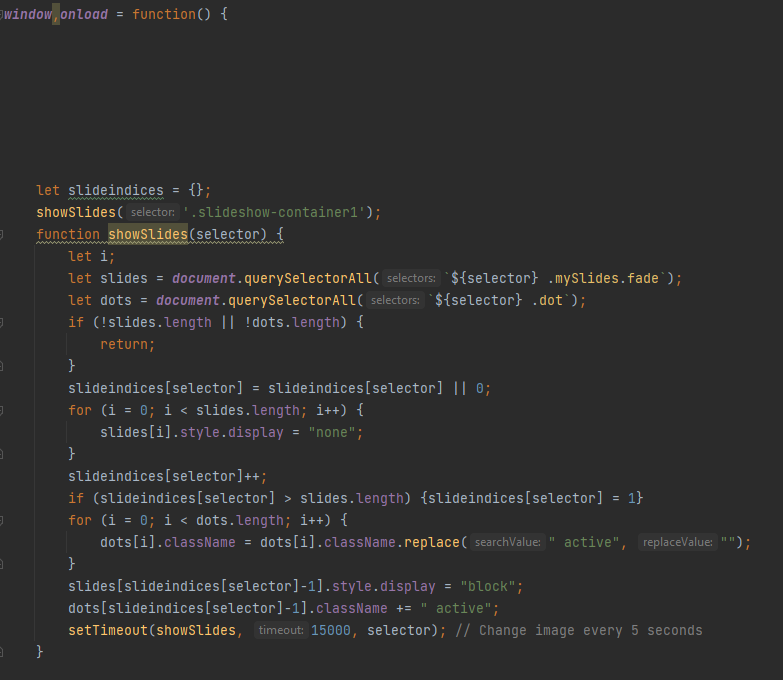 window,onload = function() {
let slideindices = {};
showSlides( selector: '.slideshow-container1');
function showSlides(selector) {
let i;
let slides = document.querySelectorAll( selectors: `${selector} .mySlides.fade`);
let dots = document.querySelectorAll( selectors: `${selector} .dot`);
if (!slides.length || !dots.length) {
return;
}
slideindices[selector] = slideindices[selector] || 0;
for (i = 0; i < slides.length; i++) {
slides[i].style.display = "none";
}
slideindices[selector]++;
if (slideindices[selector] > slides.length) {slideindices[selector] = 1}
for (i = 0; i < dots.length; i++) {
dots[i].className = dots[i].className.replace( searchValue: " active", replaceValue: "");
}
slides[slideindices[selector]-1].style.display = "block";
dots[slideindices[selector]-1].className += " active";
setTimeout(showSlides, timeout: 15000, selector); // Change image every 5 seconds
}